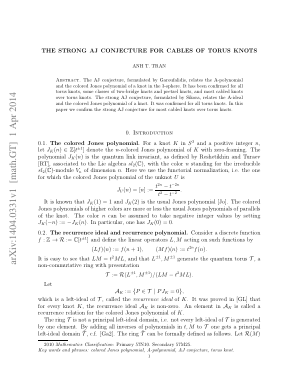 THE STRONG AJ CONJECTURE FOR CABLES OF TORUS KNOTS
ANH T. TRAN
Abstract. The AJ conjecture, formulated by Garoufalidis, relates the A-polynomial
and the colored Jones polynomial of a knot in the 3-sphere. It has been confirmed for all
torus knots, some classes of two-bridge knots and pretzel knots, and most cabled knots
over torus knots. The strong AJ conjecture, formulated by Sikora, relates the A-ideal
and the colored Jones polynomial of a knot. It was confirmed for all torus knots. In this
paper we confirm the strong AJ conjecture for most cabled knots over torus knots.
0. Introduction
0.1. The colored Jones polynomial. For a knot K in S³ and a positive integer n,
let J_K(n) ∈ ℤ[t^{±1}] denote the n-colored Jones polynomial of K with zero-framing. The
polynomial J_K(n) is the quantum link invariant, as defined by Reshetikhin and Turaev
[RT], associated to the Lie algebra sl₂(ℂ), with the color n standing for the irreducible
sl₂(ℂ)-module V_n of dimension n. Here we use the functorial normalization, i.e. the one
for which the colored Jones polynomial of the unknot U is
J_U(n) = [n] := (t^{2n} − t^{−2n})/(t² − t^{−2}).
It is known that J_K(1) = 1 and J_K(2) is the usual Jones polynomial [Jo]. The colored
Jones polynomials of higher colors are more or less the usual Jones polynomials of parallels
of the knot. The color n can be assumed to take negative integer values by setting
J_K(−n) = −J_K(n). In particular, one has J_K(0) = 0.
0.2. The recurrence ideal and recurrence polynomial. Consider a discrete function
f : ℤ → R := ℂ[t^{±1}] and define the linear operators L, M acting on such functions by
(Lf)(n) := f(n + 1), (Mf)(n) := t^{2n} f(n).
It is easy to see that LM = t²ML, and that L^{±1}, M^{±1} generate the quantum torus T, a
non-commutative ring with presentation
T := R⟨L^{±1}, M^{±1}⟩/(LM − t²ML).
Let
A_K := {P ∈ T | PJ_K = 0},
which is a left-ideal of T, called the recurrence ideal of K. It was proved in [GL] that
for every knot K, the recurrence ideal A_K is non-zero. An element in A_K is called a
recurrence relation for the colored Jones polynomial of K.
The ring T is not a principal left-ideal domain, i.e. not every left-ideal of T is generated
by one element. By adding all inverses of polynomials in t, M to T one gets a principal
left-ideal domain T̃, c.f. [Ga2]. The ring T̃ can be formally defined as follows. Let R(M)
2010 Mathematics Classification: Primary 57N10. Secondary 57M25.
Key words and phrases: colored Jones polynomial, A-polynomial, AJ conjecture, torus knot.
1
arXiv:1404.0331v1 [math.GT] 1 Apr 2014